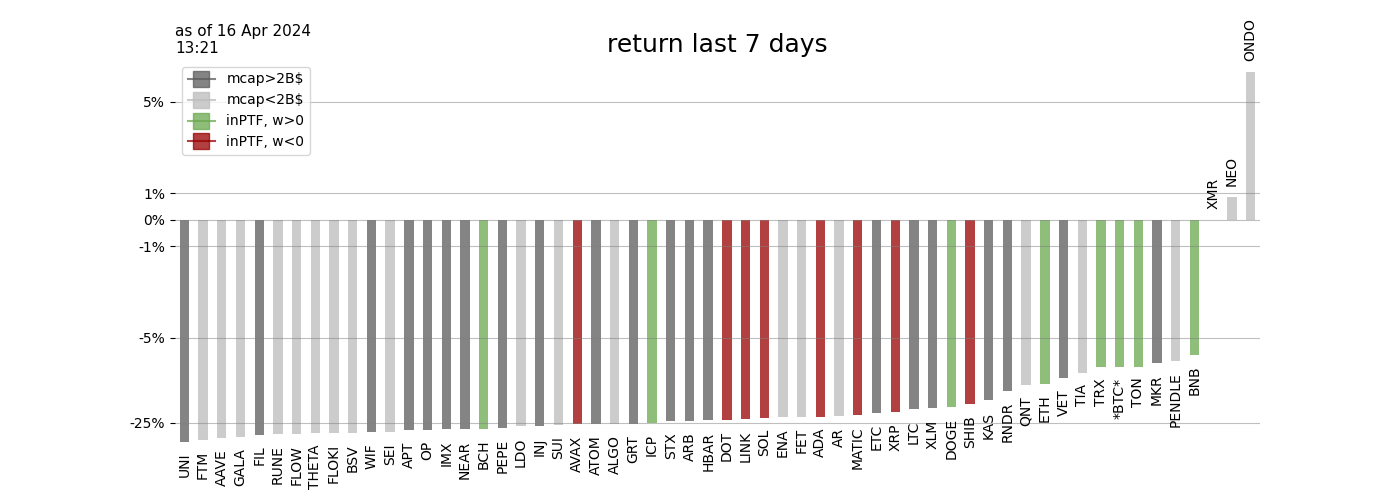 as of 16 Apr 2024
13:21
return last 7 days
mcap>2B$
mcap<2B$
inPTF, w>0
inPTF, w<0
5%
1%
0%
-1%
-5%
-25%
UNI
FTM
AAVE
GALA
FIL
RUNE
FLOW
THETA
FLOKI
BSV
WIF
SEI
APT
OP
IMX
NEAR
BCH
PEPE
LDO
INJ
SUI
AVAX
ATOM
ALGO
GRT
ICP
STX
ARB
HBAR
DOT
LINK
SOL
ENA
FET
ADA
AR
MATIC
ETC
XRP
LTC
XLM
DOGE
SHIB
KAS
RNDR
QNT
ETH
VET
TIA
TRX
*BTC*
TON
MKR
PENDLE
BNB
XMR
NEO
ONDO